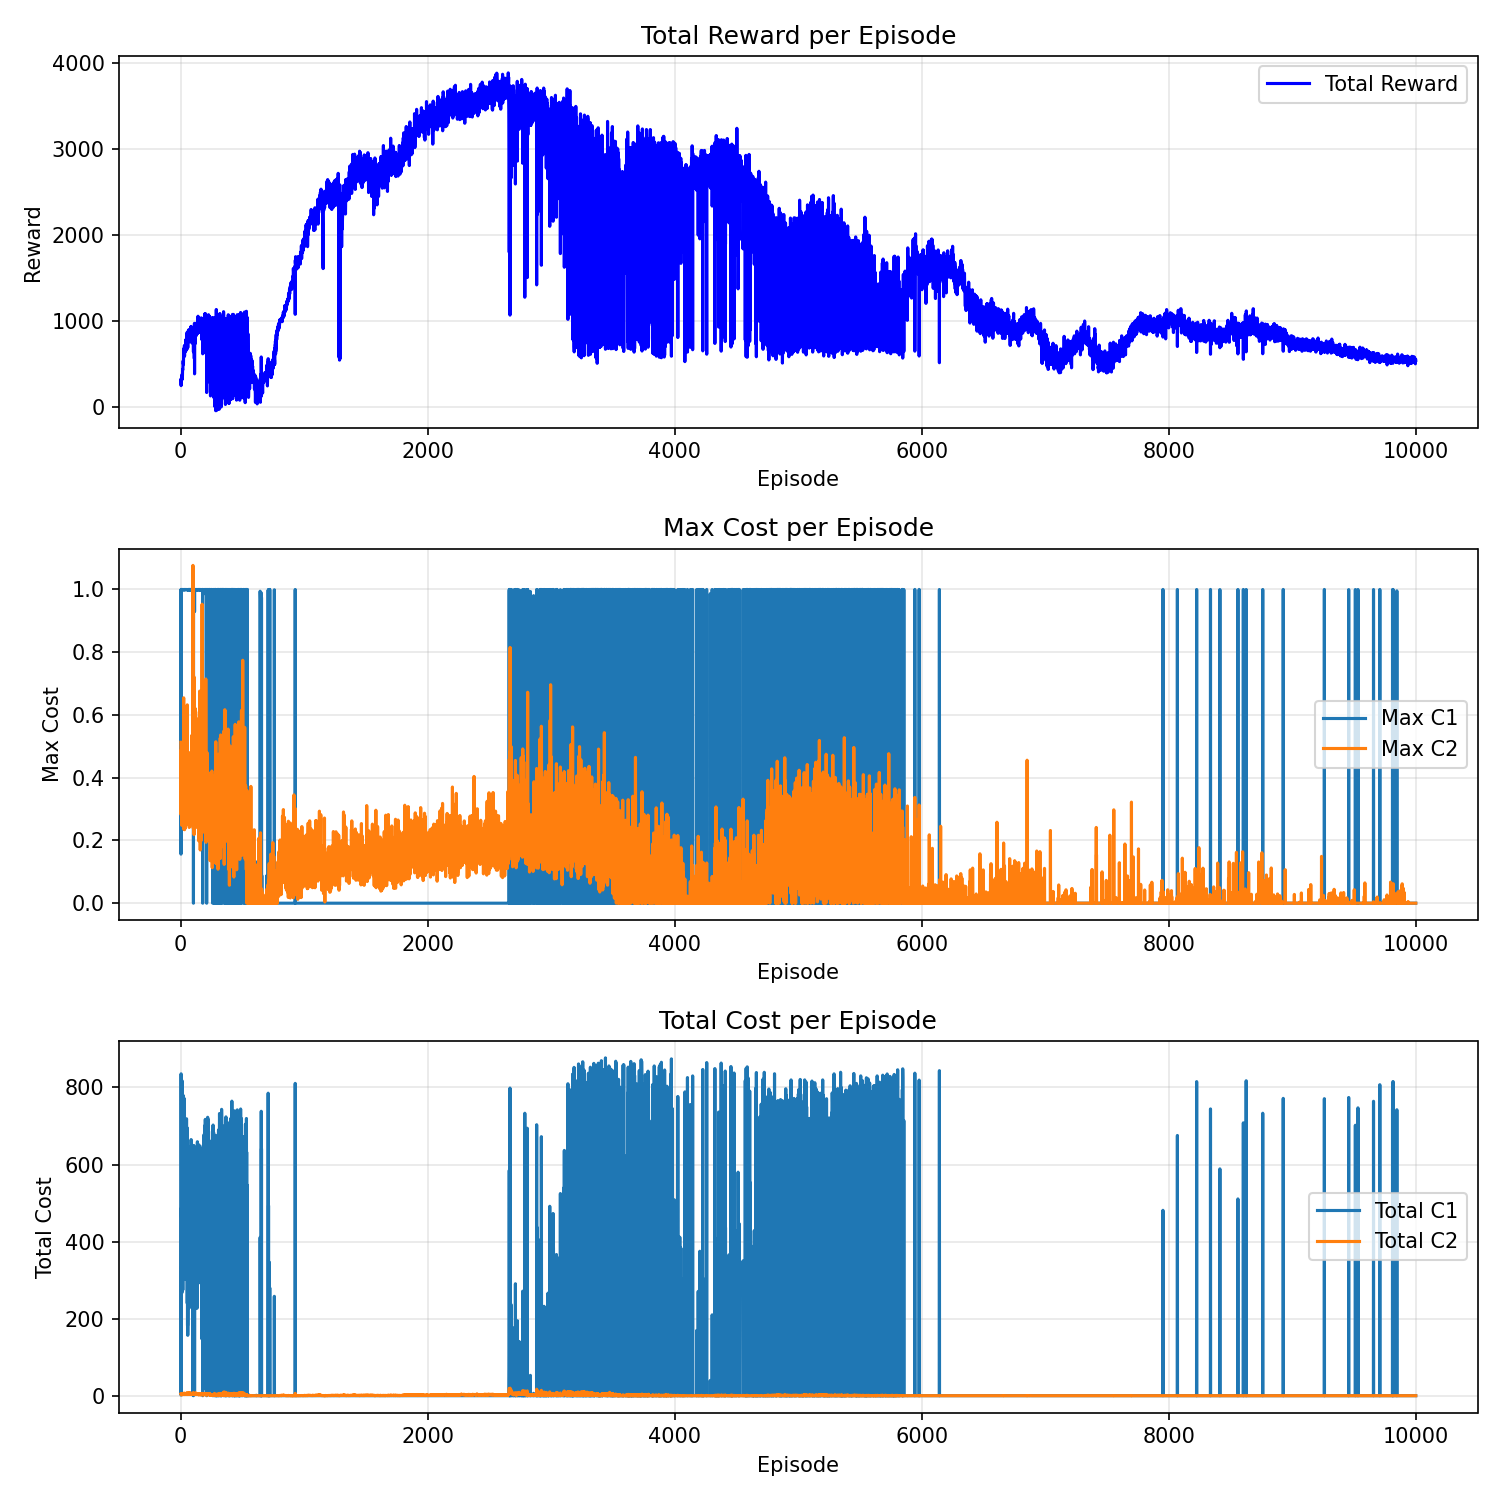 Total Reward per Episode
4000
3000
2000
1000
0
Reward
Total Reward
0 2000 4000 6000 8000 10000
Episode
Max Cost per Episode
1.0
0.8
0.6
0.4
0.2
0.0
Max Cost
Max C1
Max C2
0 2000 4000 6000 8000 10000
Episode
Total Cost per Episode
800
600
400
200
0
Total Cost
Total C1
Total C2
0 2000 4000 6000 8000 10000
Episode